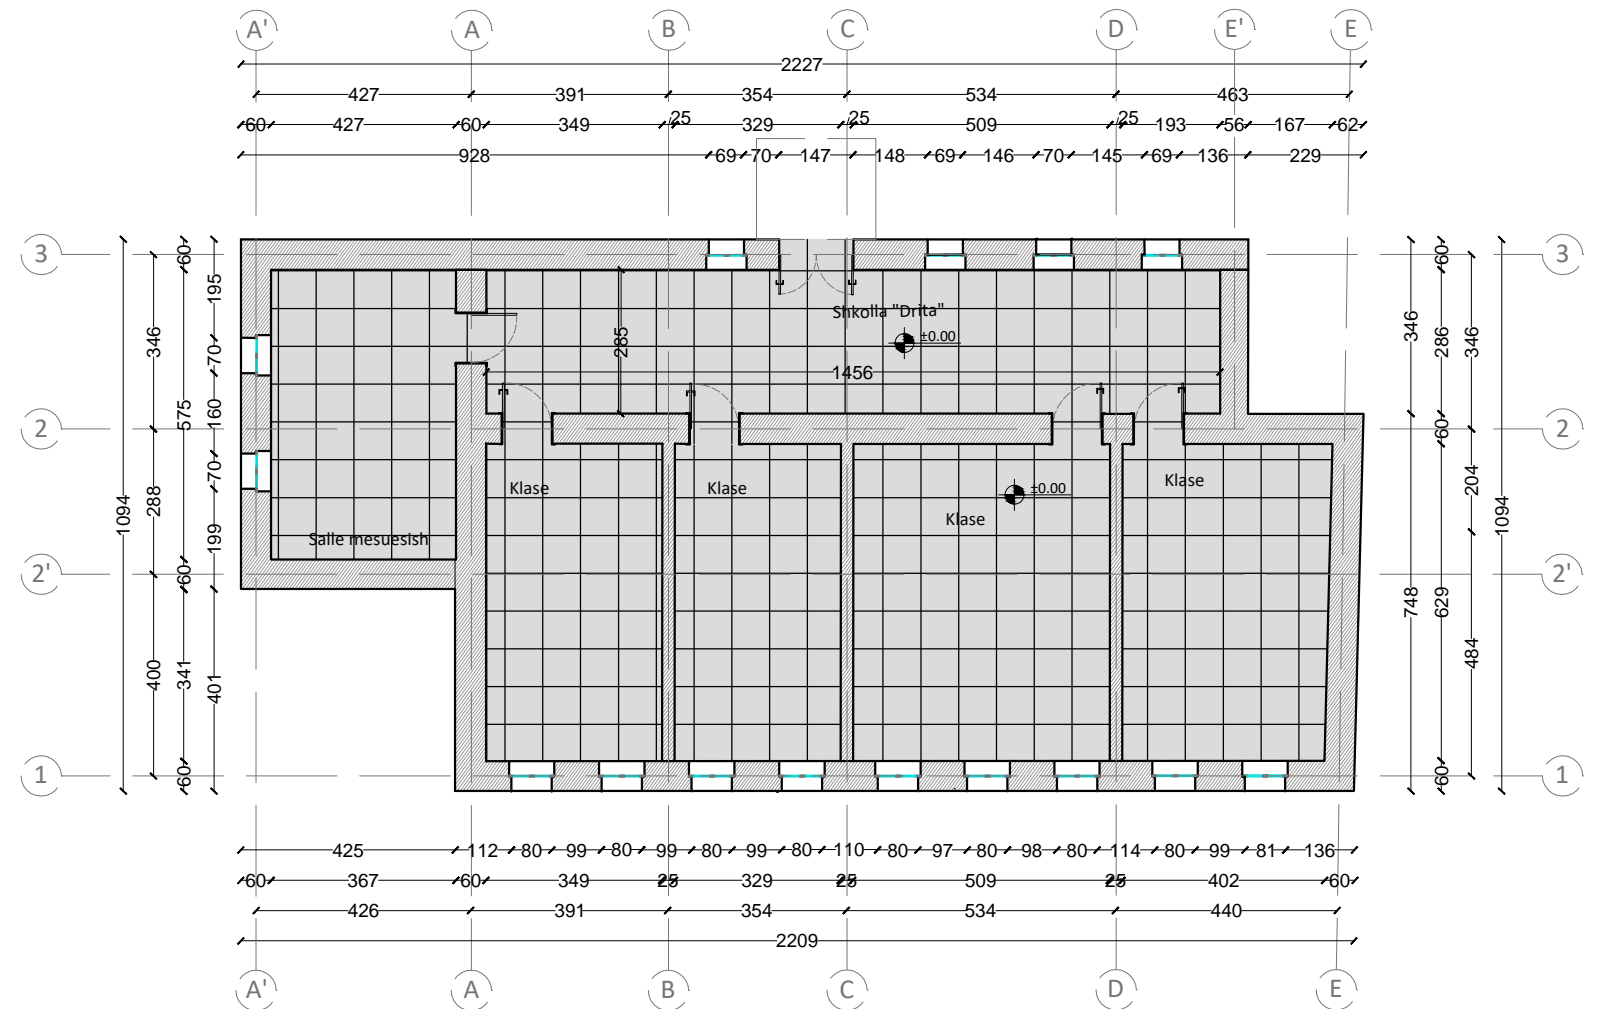 A' A B C D E' E
2227
427 391 354 534 463
60 427 60 349 25 329 25 509 25 193 56 167 62
928 69 70 147 148 69 146 70 145 69 136 229
3 3
2 2
2' 2'
1 1
1094
346 288 400
60 575 60 341 60
195 70 160 70 199 401
Shkolla "Drita"
±0.00
285
1456
Klase
Klase
Klase
±0.00
Klase
Salle mesuesish
346 748
60 286 60 629 60
346 204 484
1094
425 112 80 99 80 99 80 99 80 110 80 97 80 98 80 114 80 99 81 136
60 367 60 349 25 329 25 509 25 402 60
426 391 354 534 440
2209
A' A B C D E